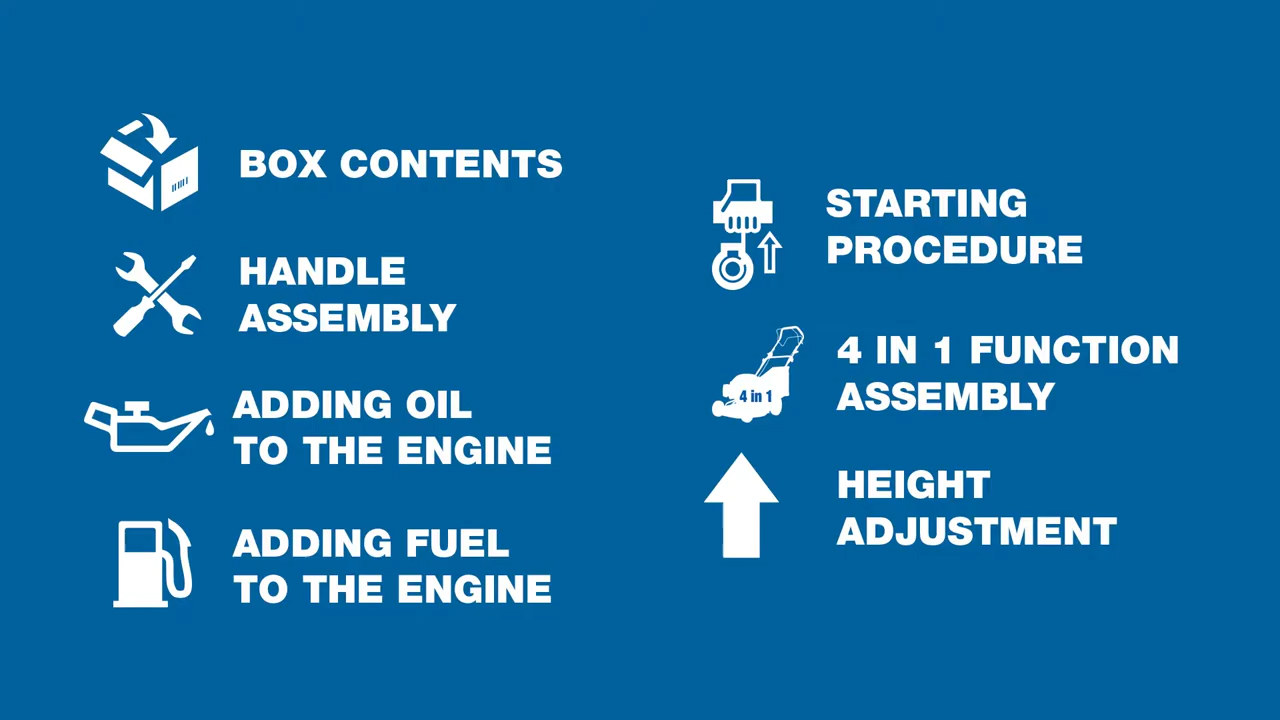 BOX CONTENTS
HANDLE
ASSEMBLY
ADDING OIL
TO THE ENGINE
ADDING FUEL
TO THE ENGINE
STARTING
PROCEDURE
4 in 1
4 IN 1 FUNCTION
ASSEMBLY
HEIGHT
ADJUSTMENT